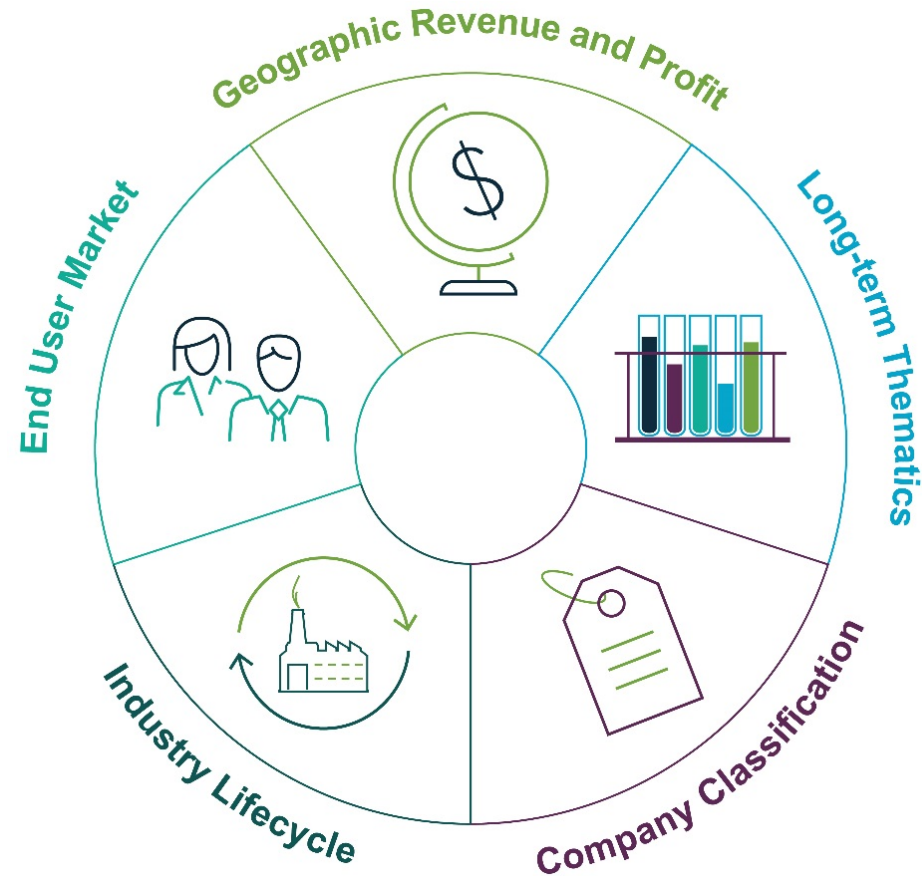 Geographic Revenue and Profit
Long-term Thematics
Company Classification
Industry Lifecycle
End User Market
$